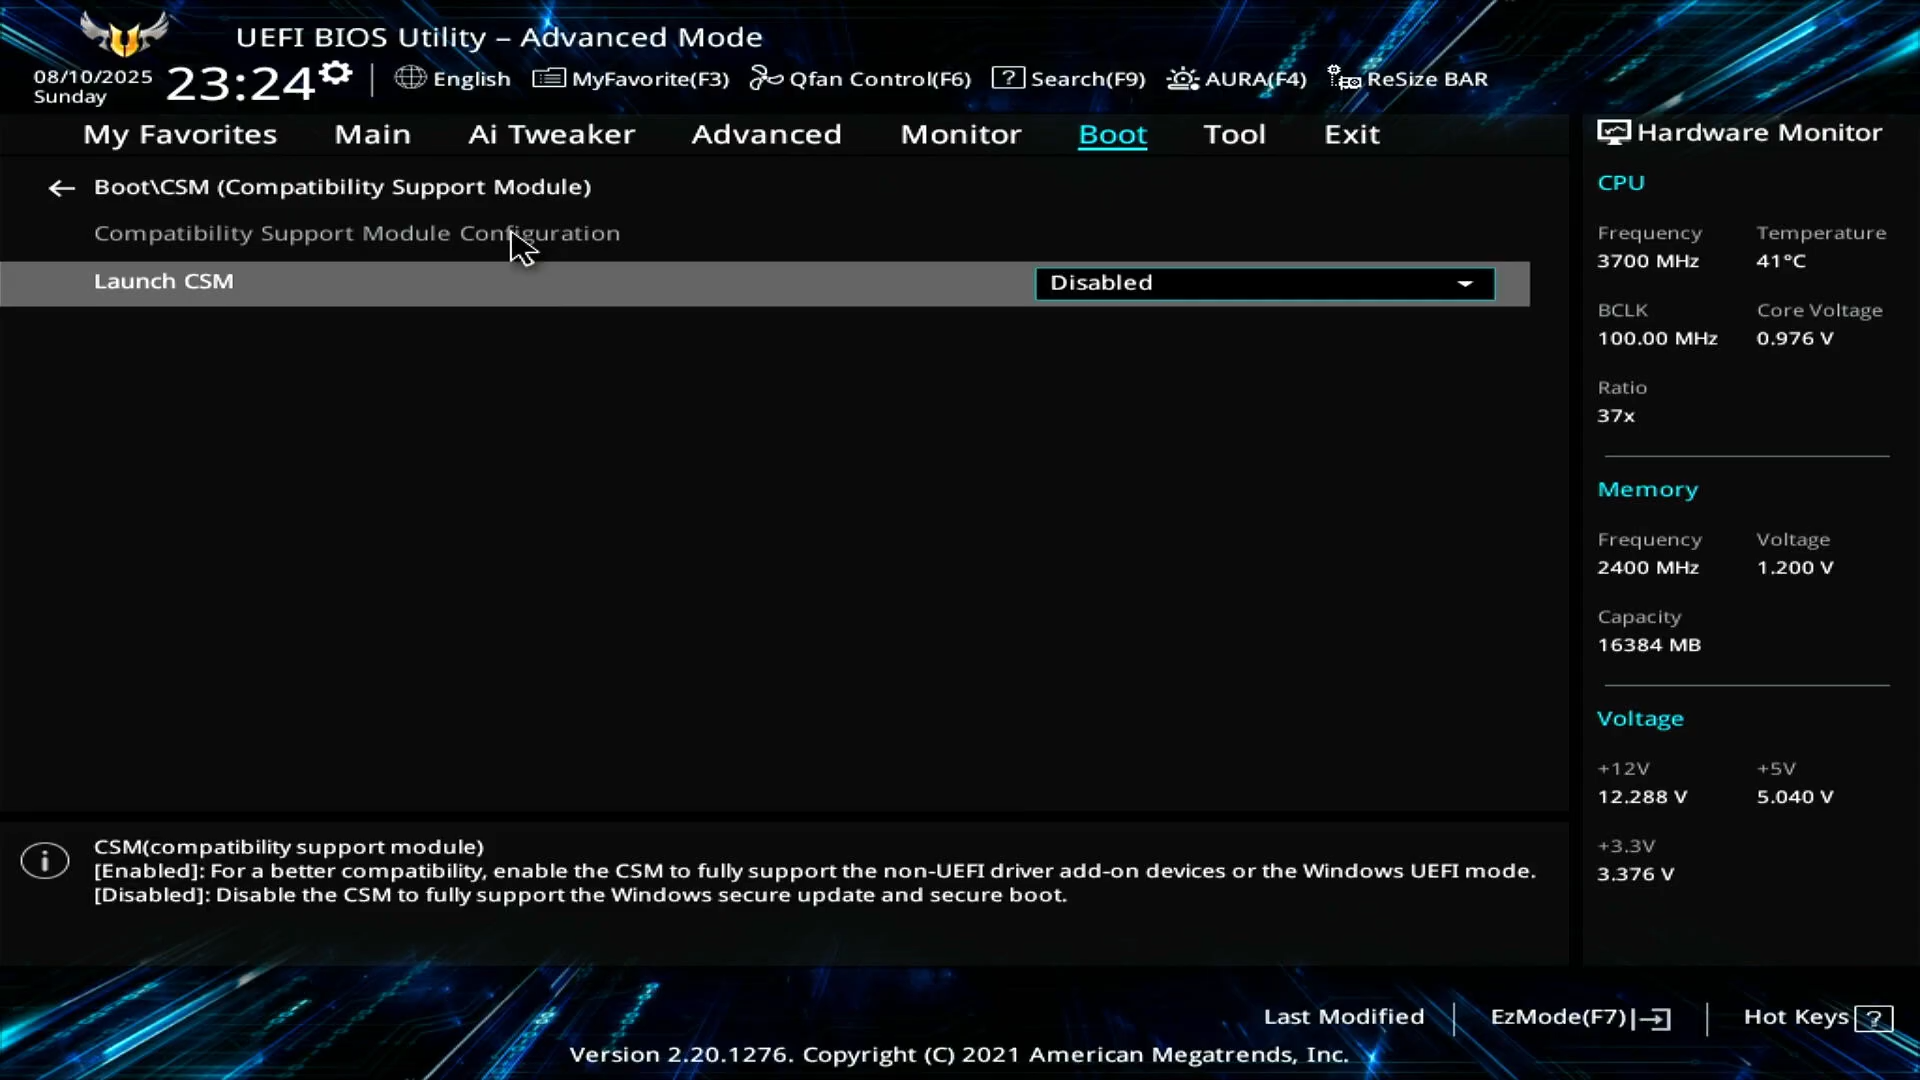 UEFI BIOS Utility – Advanced Mode
08/10/2025
Sunday
23:24
English
MyFavorite(F3)
Qfan Control(F6)
? Search(F9)
AURA(F4)
ReSize BAR
My Favorites
Main
Ai Tweaker
Advanced
Monitor
Boot
Tool
Exit
Boot\CSM (Compatibility Support Module)
Compatibility Support Module Configuration
Launch CSM
Disabled
CSM(compatibility support module)
[Enabled]: For a better compatibility, enable the CSM to fully support the non-UEFI driver add-on devices or the Windows UEFI mode.
[Disabled]: Disable the CSM to fully support the Windows secure update and secure boot.
Hardware Monitor
CPU
Frequency Temperature
3700 MHz 41°C
BCLK Core Voltage
100.00 MHz 0.976 V
Ratio
37x
Memory
Frequency Voltage
2400 MHz 1.200 V
Capacity
16384 MB
Voltage
+12V +5V
12.288 V 5.040 V
+3.3V
3.376 V
Last Modified
EzMode(F7)
Hot Keys ?
Version 2.20.1276. Copyright (C) 2021 American Megatrends, Inc.